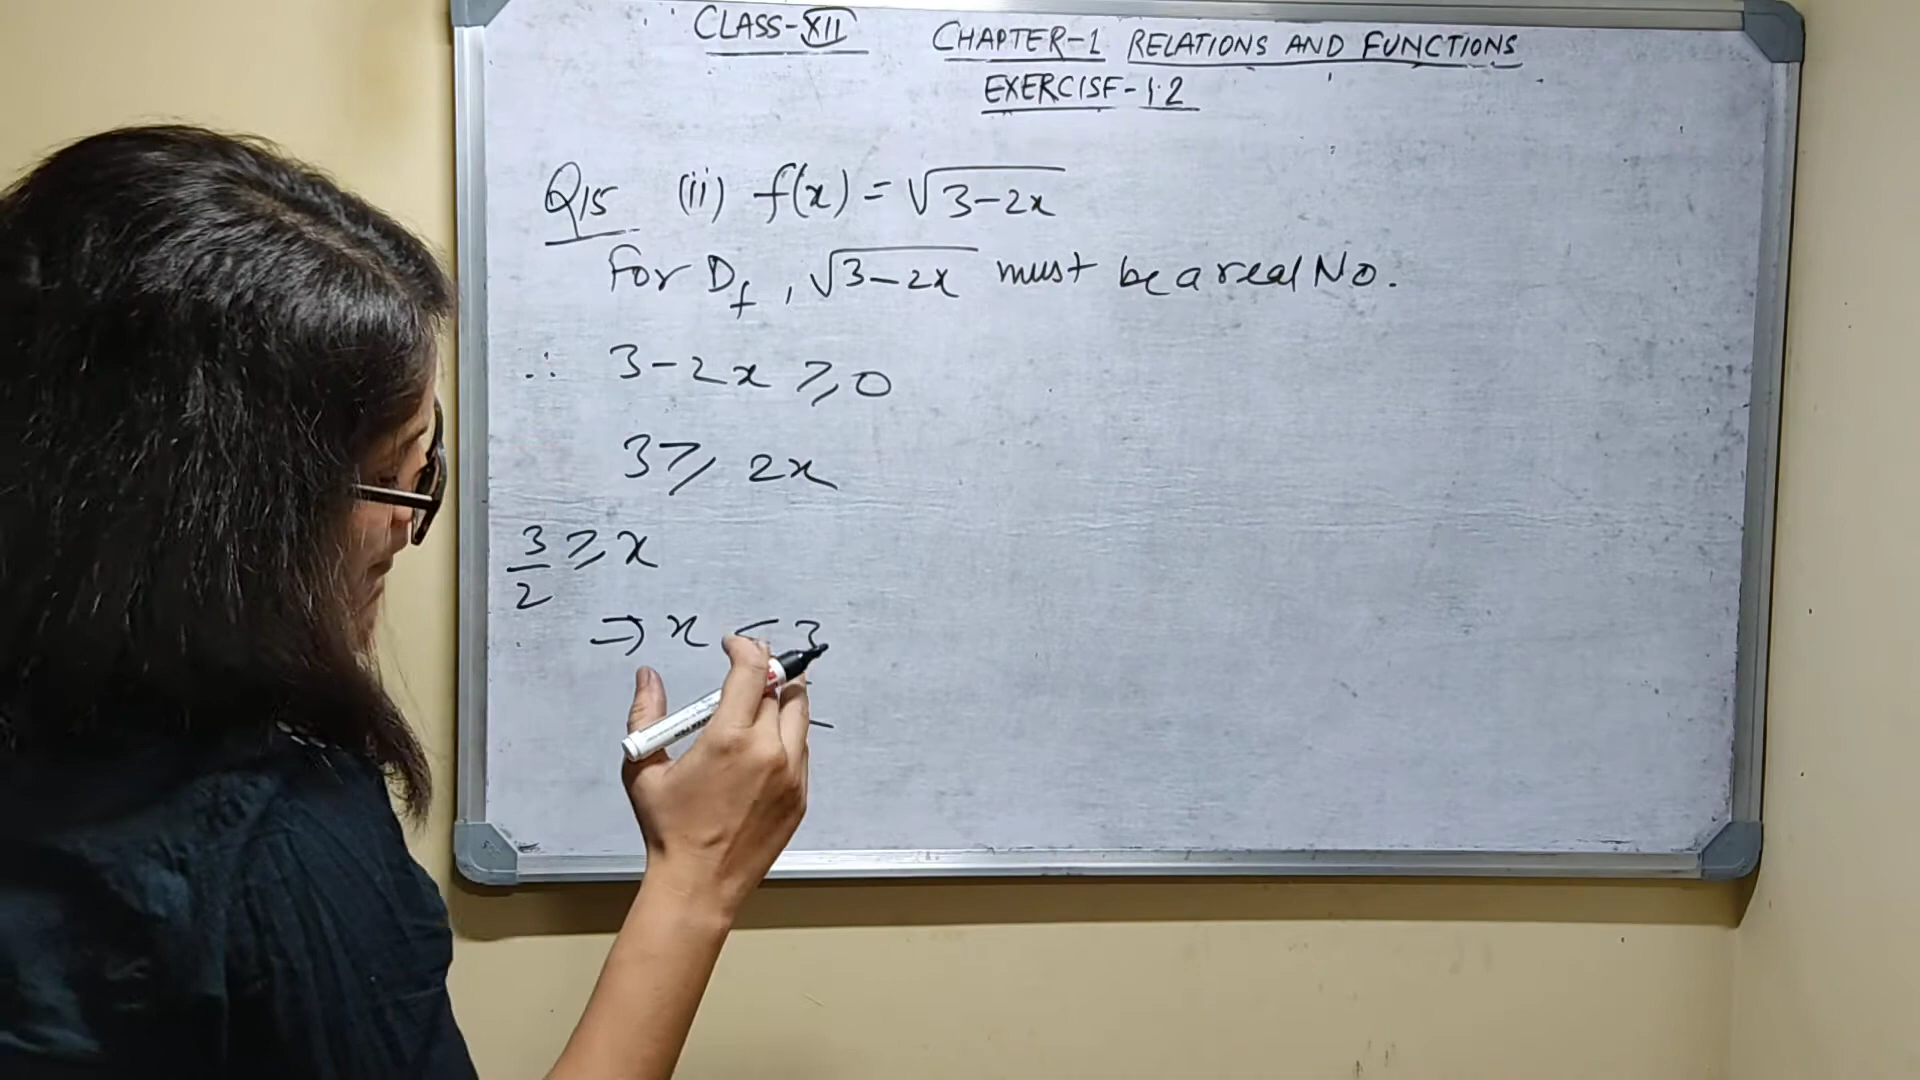 CLASS-XII CHAPTER-1 RELATIONS AND FUNCTIONS
EXERCISE-1.2
Q15 (ii) f(x) = √3-2x
For Df, √3-2x must be a real No.
∴ 3-2x ≥ 0
3 ≥ 2x
3/2 ≥ x
⇒ x ≤ 3